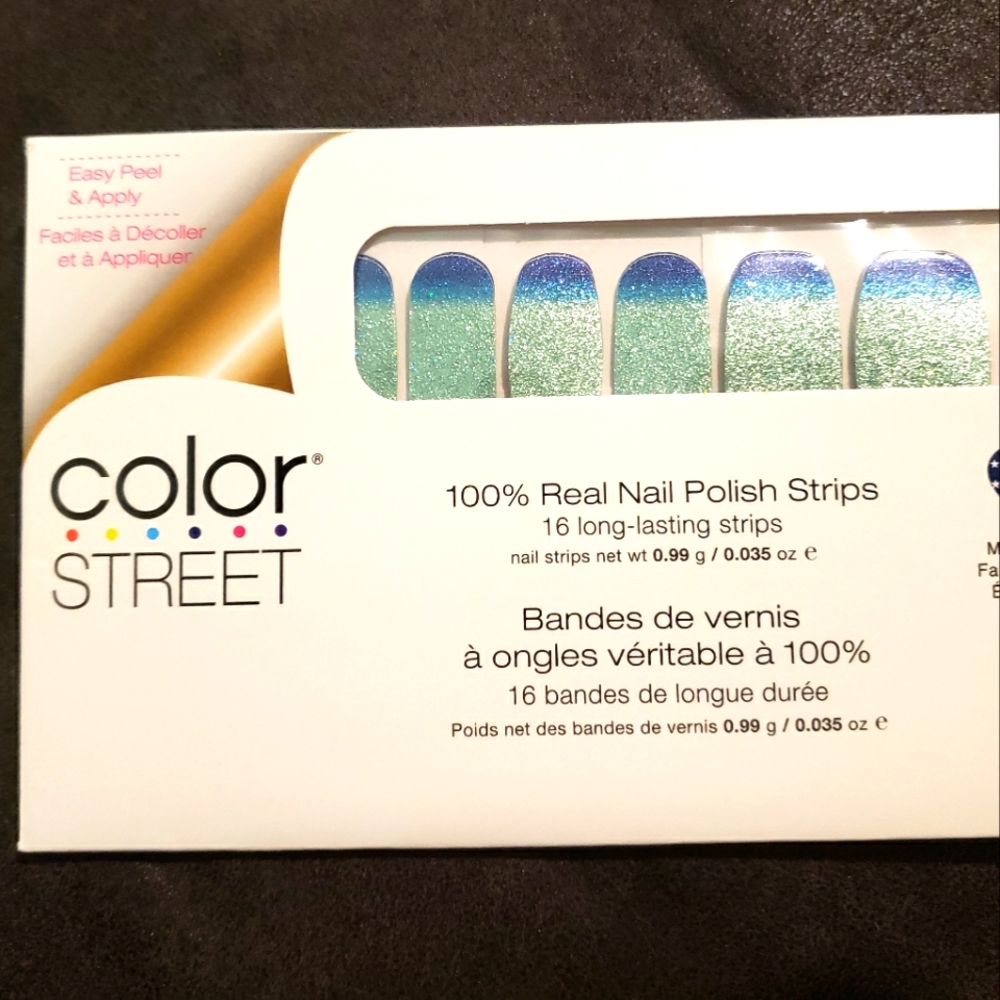 Easy Peel
& Apply
Faciles à Décoller
et à Appliquer
color®
STREET
100% Real Nail Polish Strips
16 long-lasting strips
nail strips net wt 0.99 g / 0.035 oz e
Bandes de vernis
à ongles véritable à 100%
16 bandes de longue durée
Poids net des bandes de vernis 0.99 g / 0.035 oz e